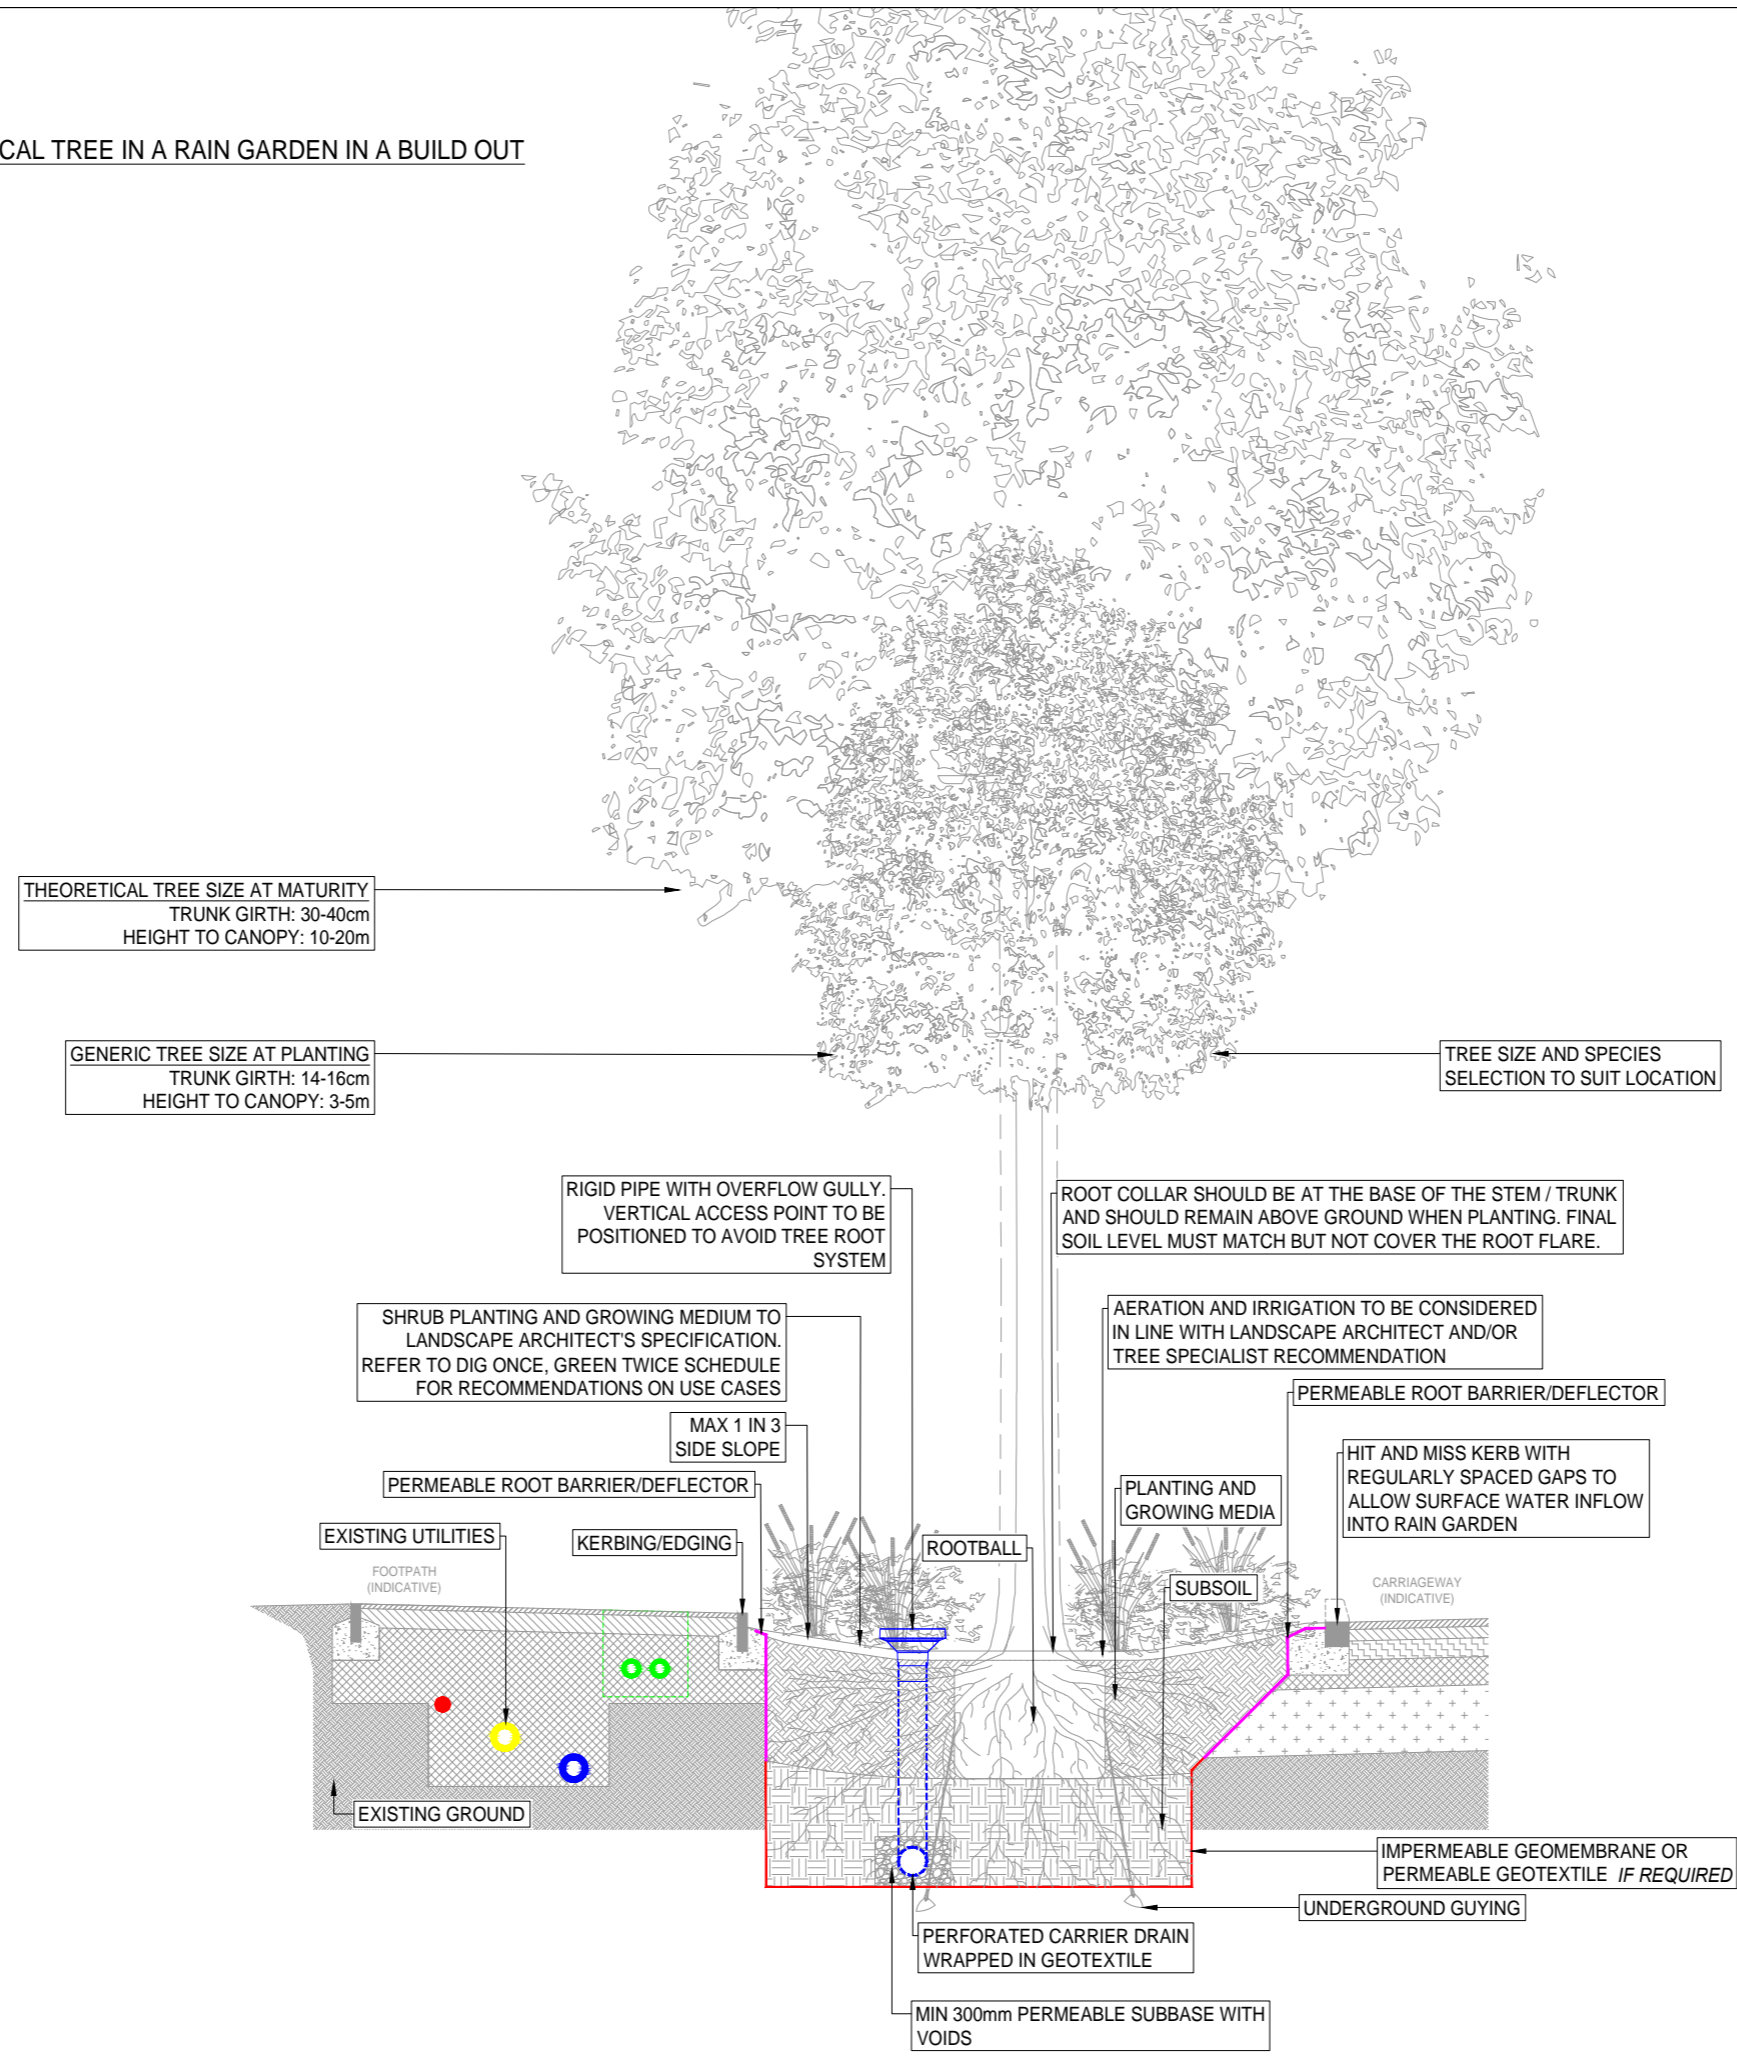 CAL TREE IN A RAIN GARDEN IN A BUILD OUT
THEORETICAL TREE SIZE AT MATURITY
TRUNK GIRTH: 30-40cm
HEIGHT TO CANOPY: 10-20m
GENERIC TREE SIZE AT PLANTING
TRUNK GIRTH: 14-16cm
HEIGHT TO CANOPY: 3-5m
TREE SIZE AND SPECIES
SELECTION TO SUIT LOCATION
RIGID PIPE WITH OVERFLOW GULLY.
VERTICAL ACCESS POINT TO BE
POSITIONED TO AVOID TREE ROOT
SYSTEM
ROOT COLLAR SHOULD BE AT THE BASE OF THE STEM / TRUNK
AND SHOULD REMAIN ABOVE GROUND WHEN PLANTING. FINAL
SOIL LEVEL MUST MATCH BUT NOT COVER THE ROOT FLARE.
SHRUB PLANTING AND GROWING MEDIUM TO
LANDSCAPE ARCHITECT'S SPECIFICATION.
REFER TO DIG ONCE, GREEN TWICE SCHEDULE
FOR RECOMMENDATIONS ON USE CASES
AERATION AND IRRIGATION TO BE CONSIDERED
IN LINE WITH LANDSCAPE ARCHITECT AND/OR
TREE SPECIALIST RECOMMENDATION
PERMEABLE ROOT BARRIER/DEFLECTOR
MAX 1 IN 3
SIDE SLOPE
HIT AND MISS KERB WITH
REGULARLY SPACED GAPS TO
ALLOW SURFACE WATER INFLOW
INTO RAIN GARDEN
PERMEABLE ROOT BARRIER/DEFLECTOR
PLANTING AND
GROWING MEDIA
EXISTING UTILITIES
KERBING/EDGING
ROOTBALL
FOOTPATH
(INDICATIVE)
SUBSOIL
CARRIAGEWAY
(INDICATIVE)
EXISTING GROUND
IMPERMEABLE GEOMEMBRANE OR
PERMEABLE GEOTEXTILE IF REQUIRED
UNDERGROUND GUYING
PERFORATED CARRIER DRAIN
WRAPPED IN GEOTEXTILE
MIN 300mm PERMEABLE SUBBASE WITH
VOIDS